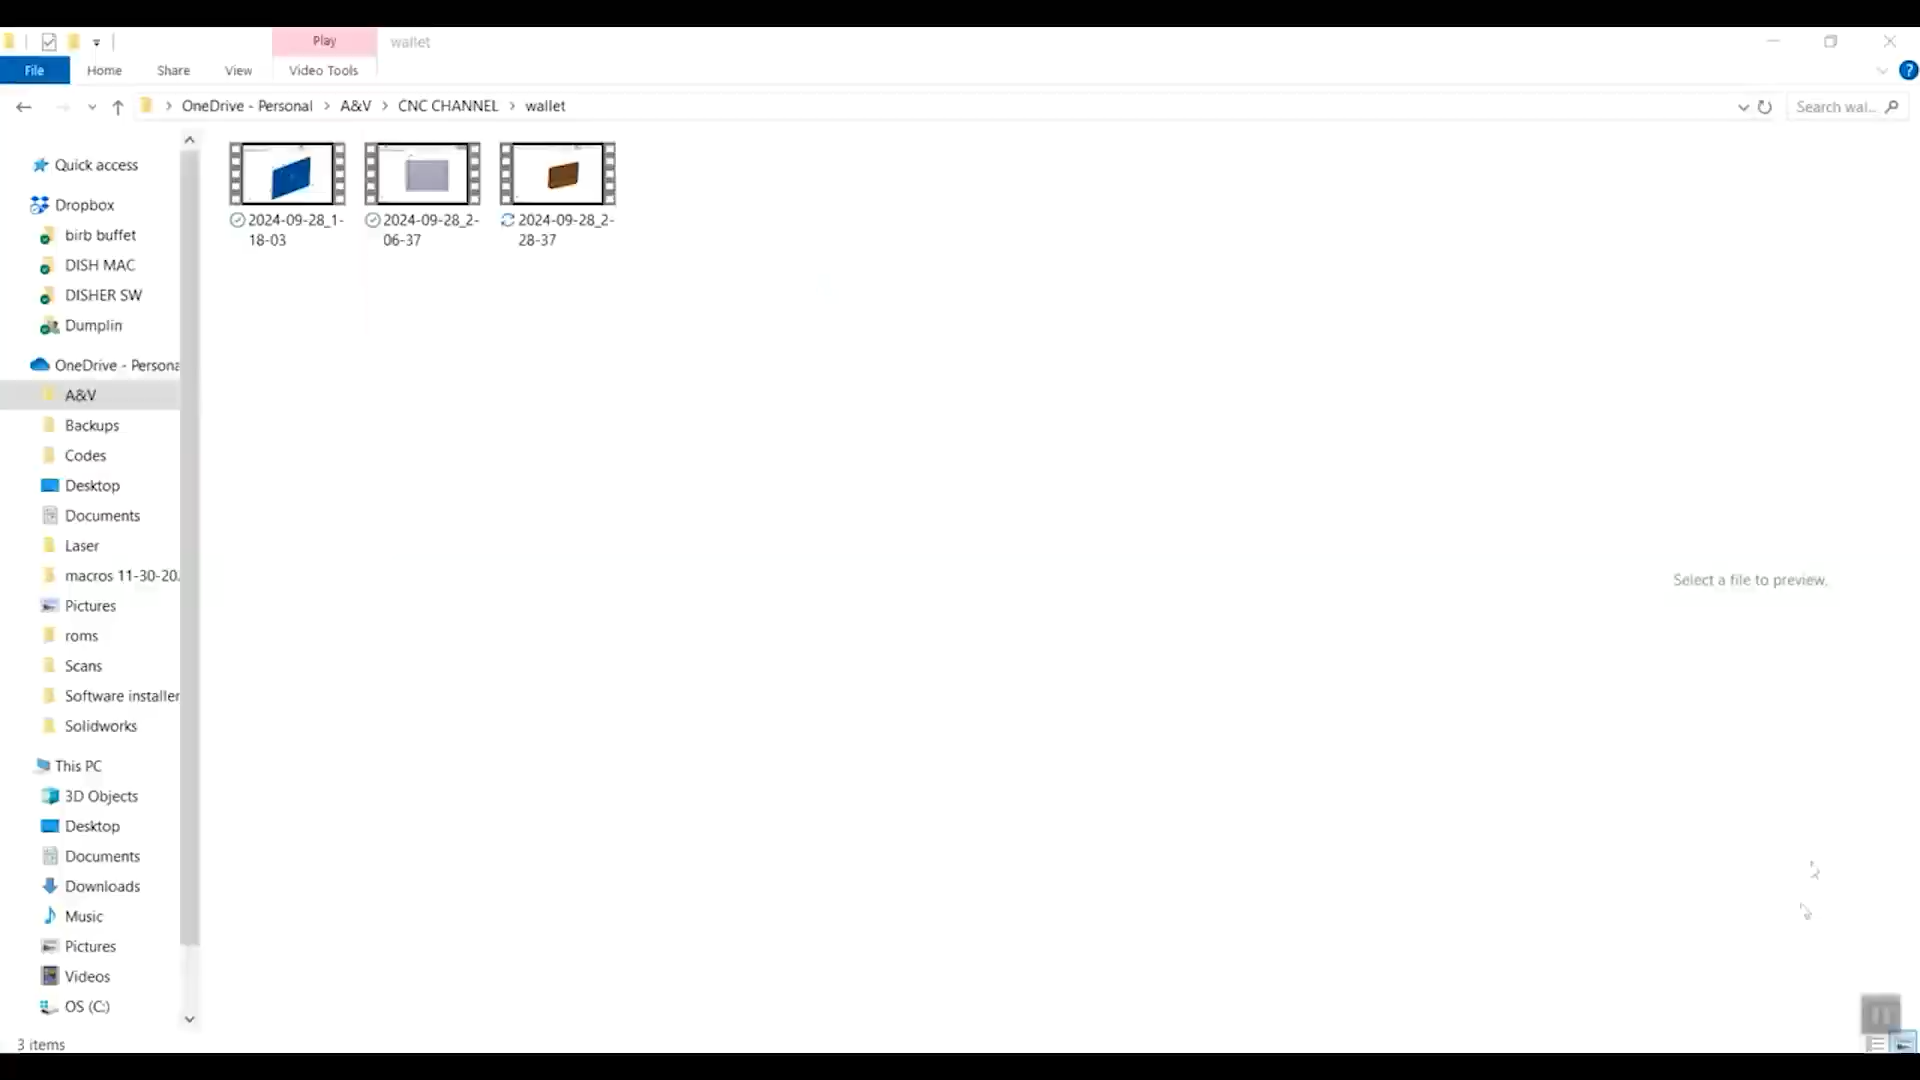 Play
wallet
File
Home
Share
View
Video Tools
?
OneDrive - Personal
A&V
CNC CHANNEL
wallet
Search wal...
Quick access
Dropbox
birb buffet
DISH MAC
DISHER SW
Dumplin
OneDrive - Persona
A&V
Backups
Codes
Desktop
Documents
Laser
macros 11-30-20.
Pictures
roms
Scans
Software installer
Solidworks
This PC
3D Objects
Desktop
Documents
Downloads
Music
Pictures
Videos
OS (C:)
2024-09-28_1-
18-03
2024-09-28_2-
06-37
2024-09-28_2-
28-37
Select a file to preview.
3 items